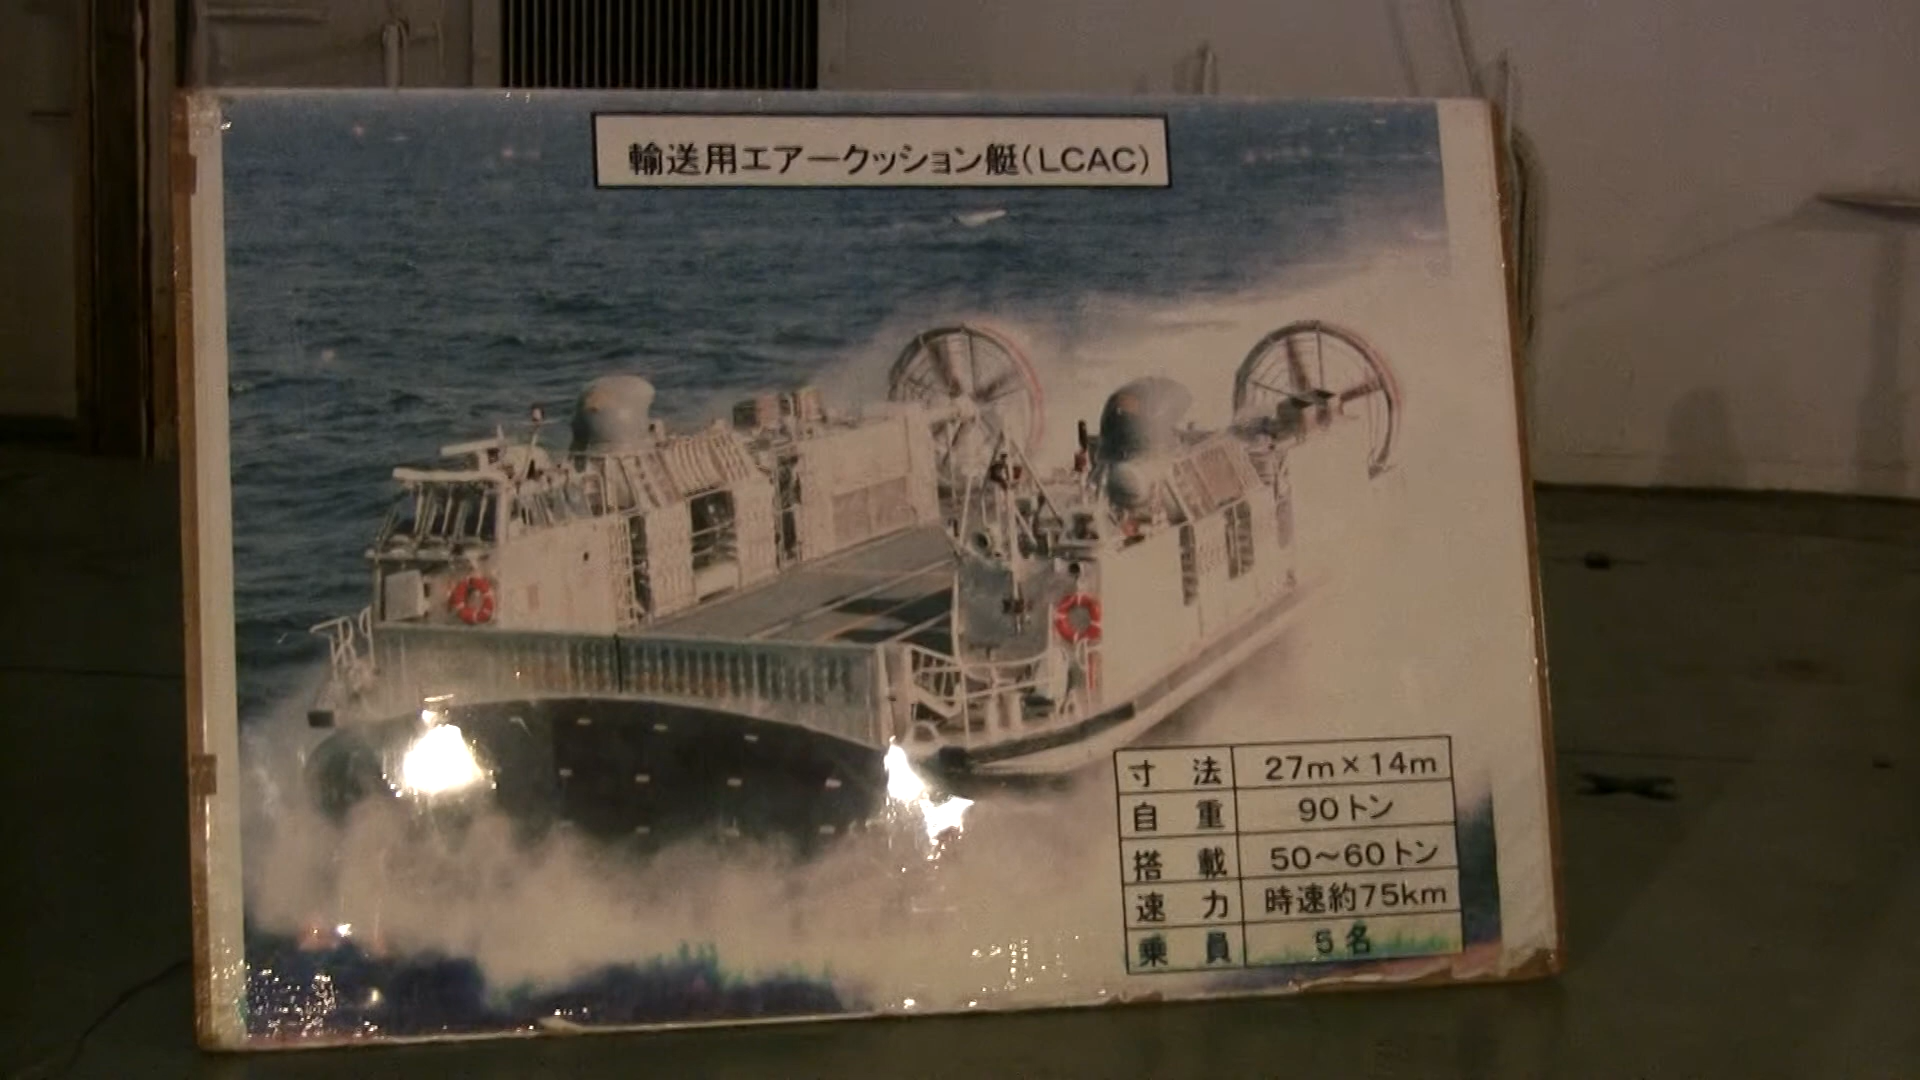 輸送用エアークッション艇(LCAC)
寸法 27m×14m
自重 90トン
搭載 50～60トン
速力 時速約75km
乗員 5名